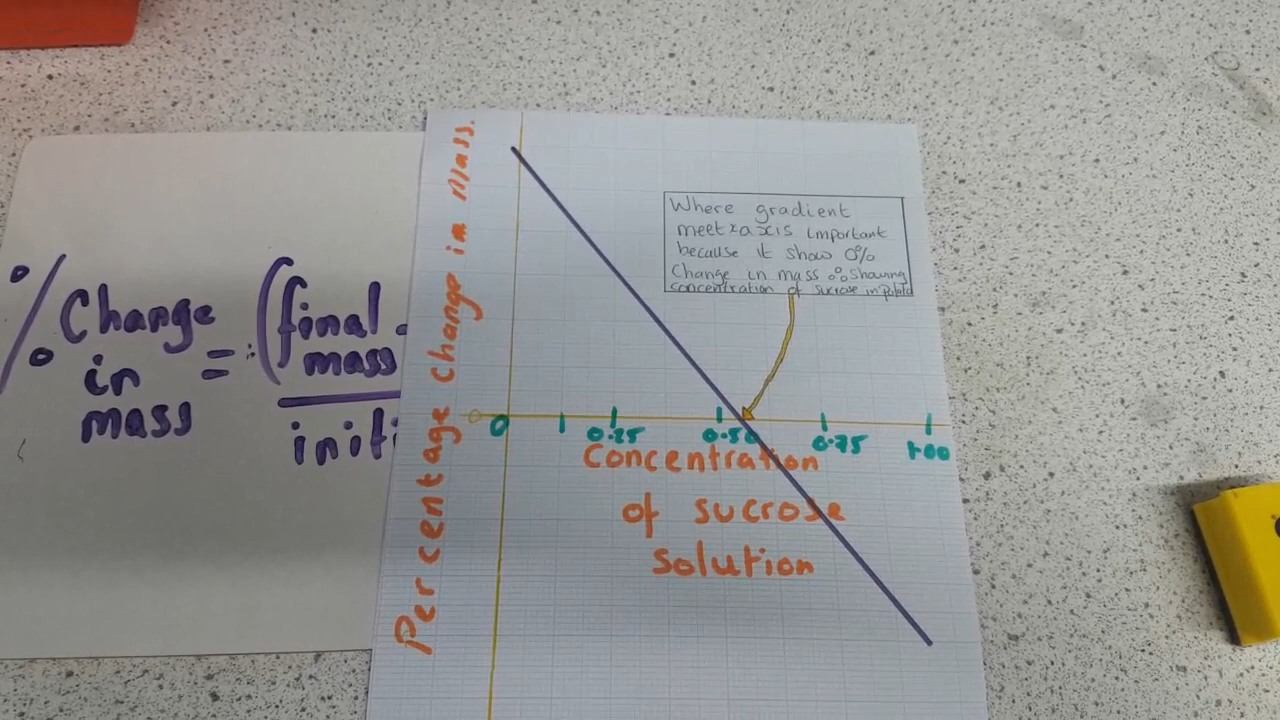 % Change in mass = (final mass
initi
Percentage change in mass.
Where gradient
meet x axis important
because it show 0%
Change in mass ∴ showing
concentration of sucrose in potato
0
0 0.25 0.50 0.75 1.00
Concentration
of sucrose
solution